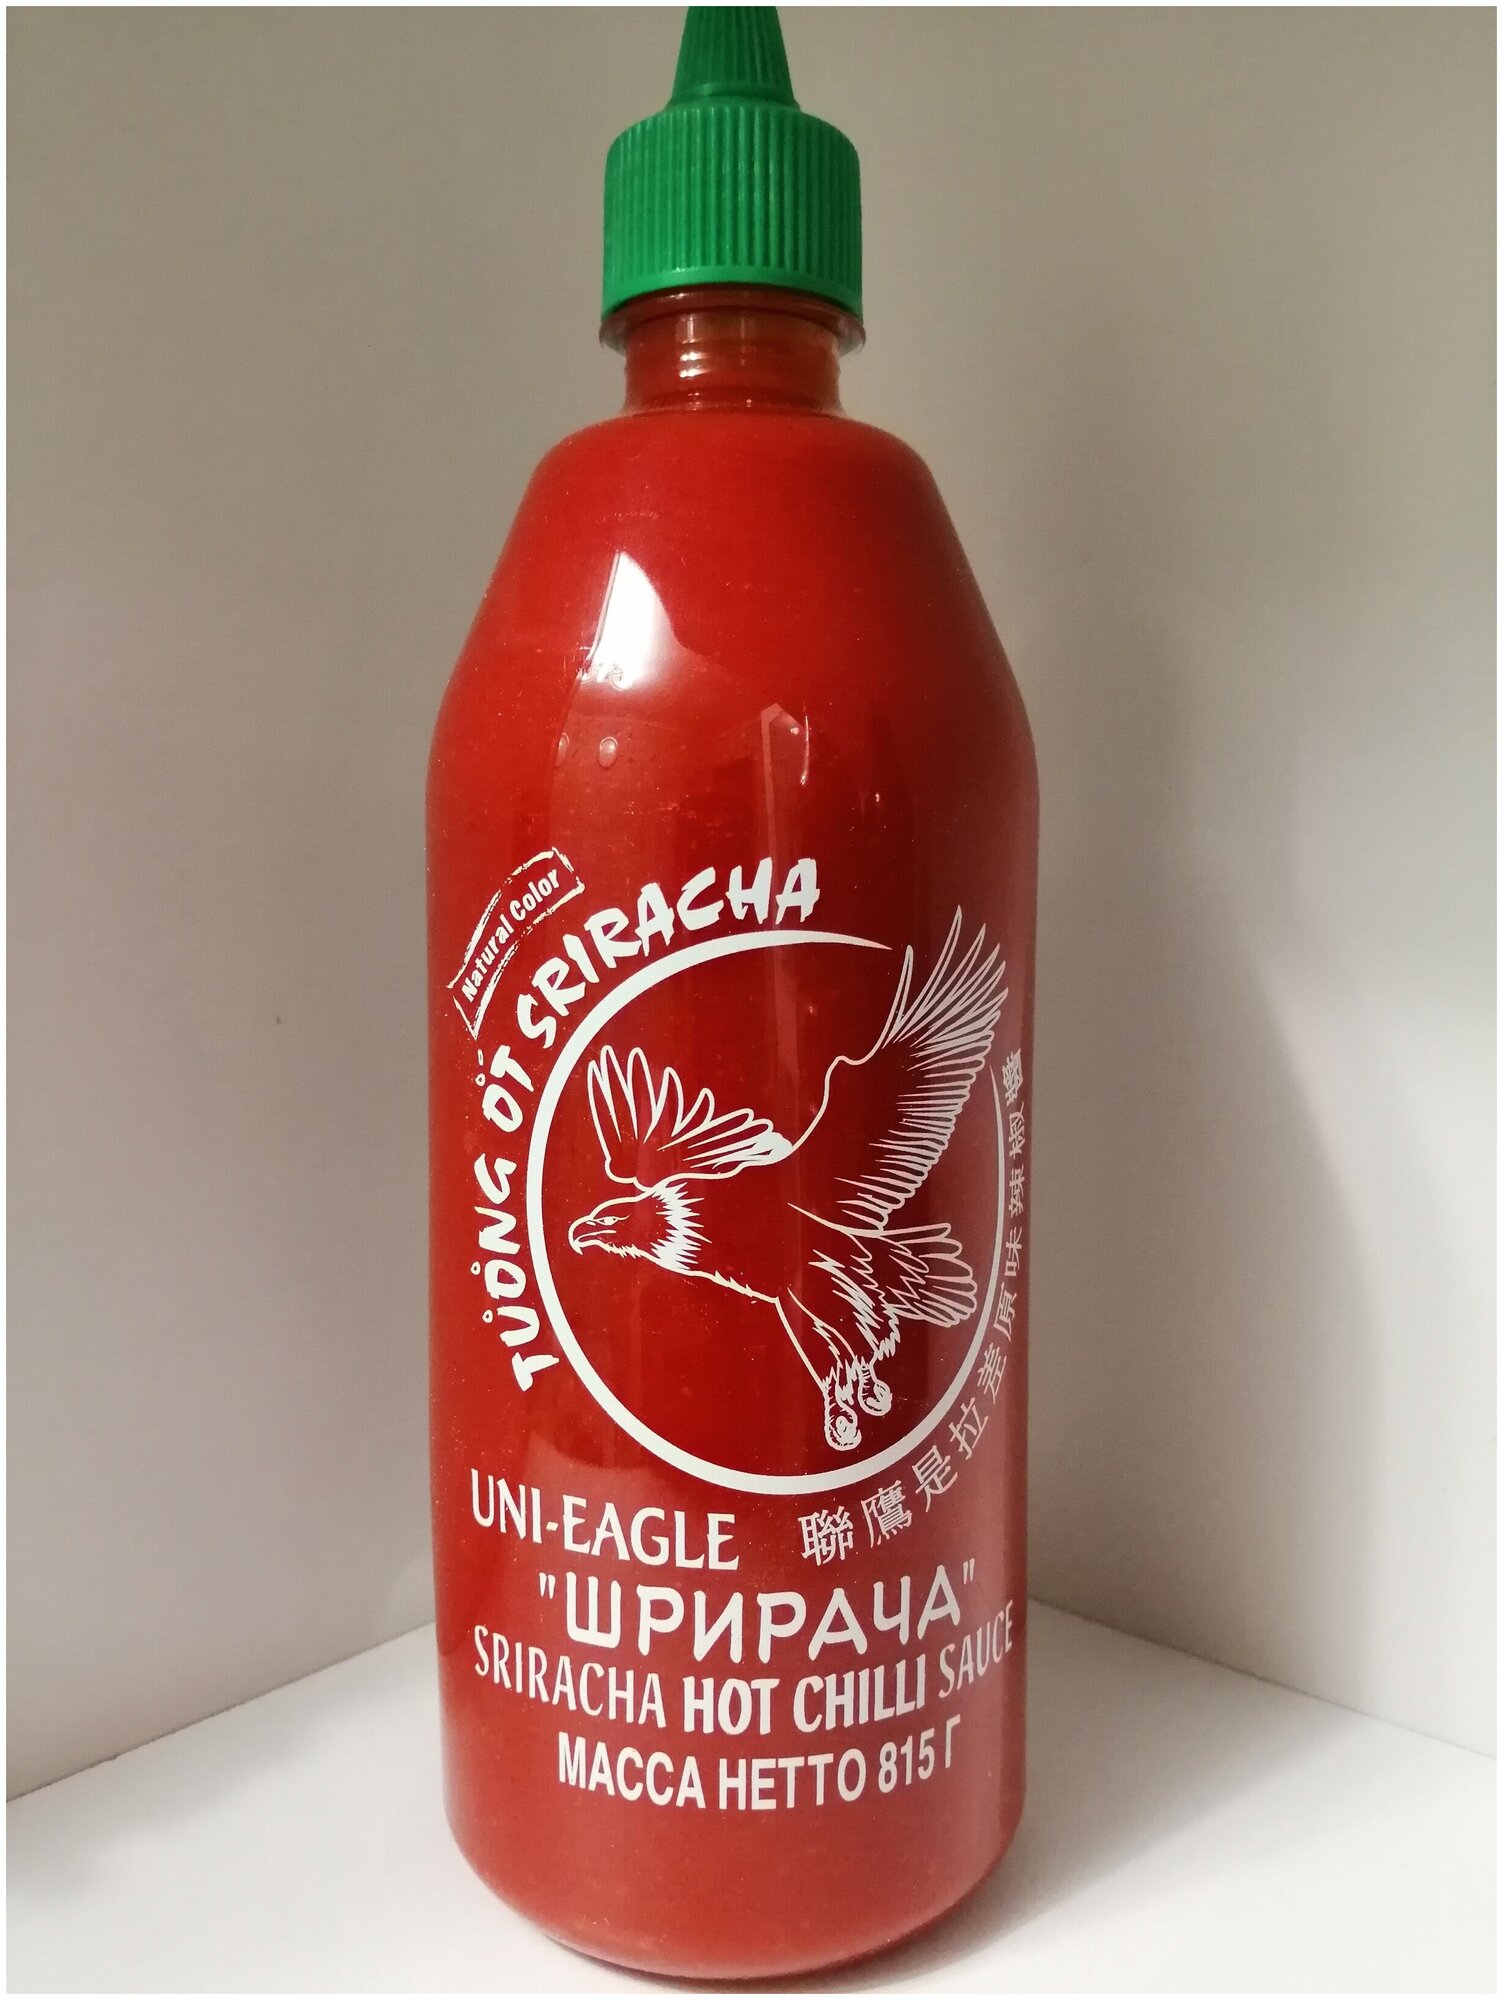 Natural Color
TƯƠNG ỚT SRIRACHA
聯鷹是拉差原味辣椒醬
UNI-EAGLE
"ШРИРАЧА"
SRIRACHA HOT CHILLI SAUCE
МАССА НЕТТО 815 Г